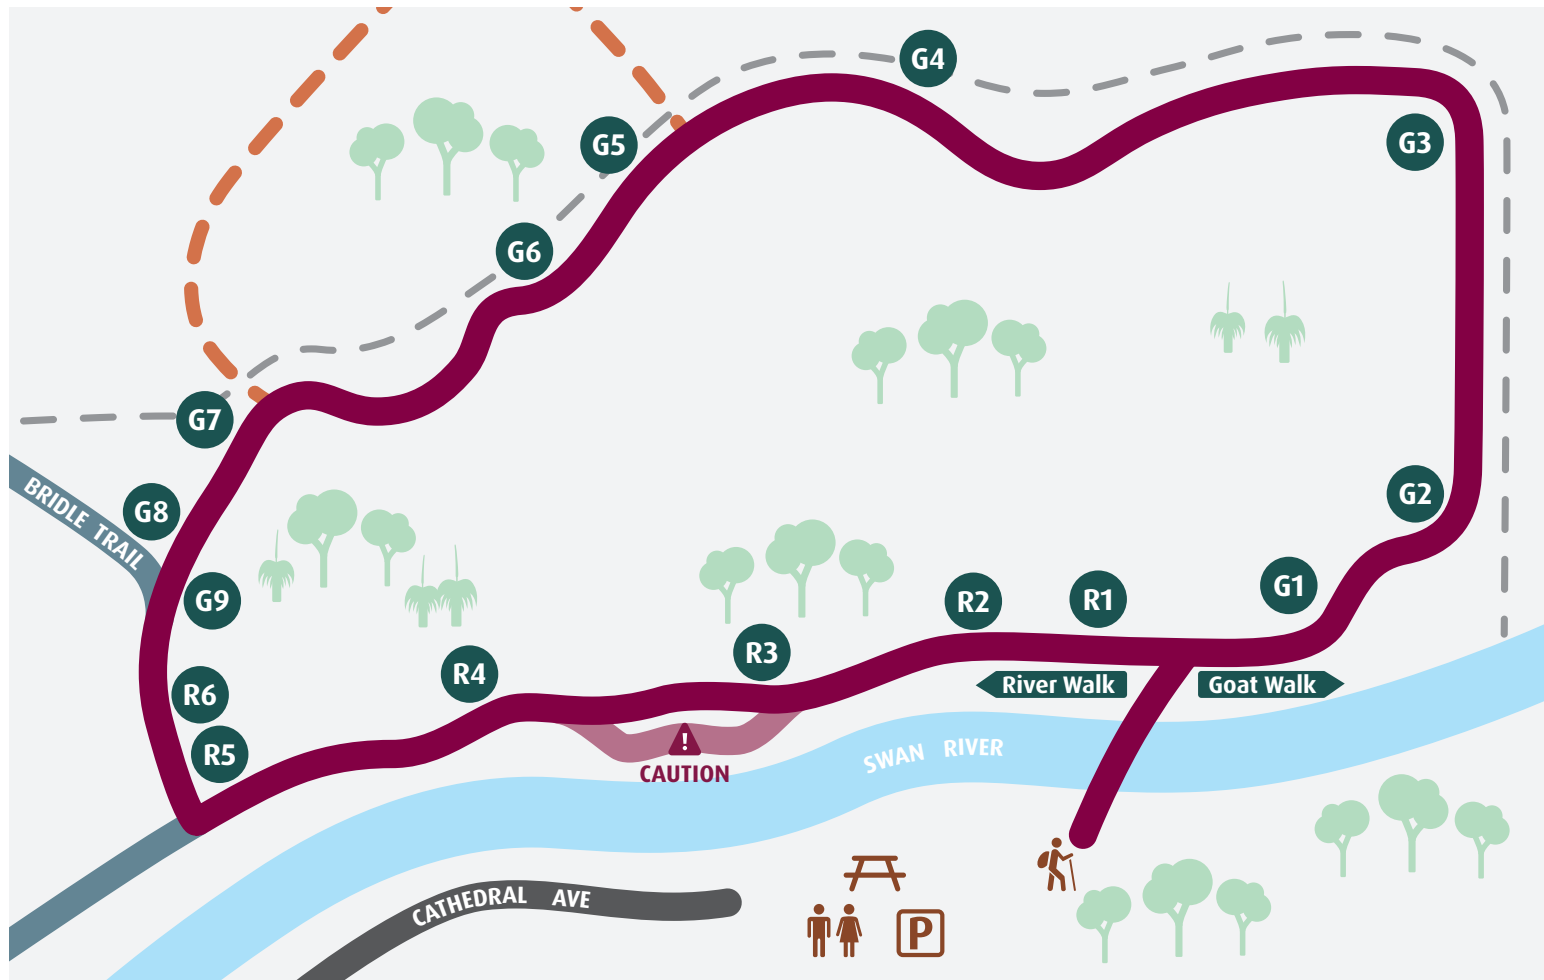 G4
G5
G3
G6
G7
BRIDLE TRAIL
G8
G2
G9
G1
R2
R1
R3
R4
R6
River Walk
Goat Walk
R5
!
CAUTION
SWAN RIVER
CATHEDRAL AVE
P